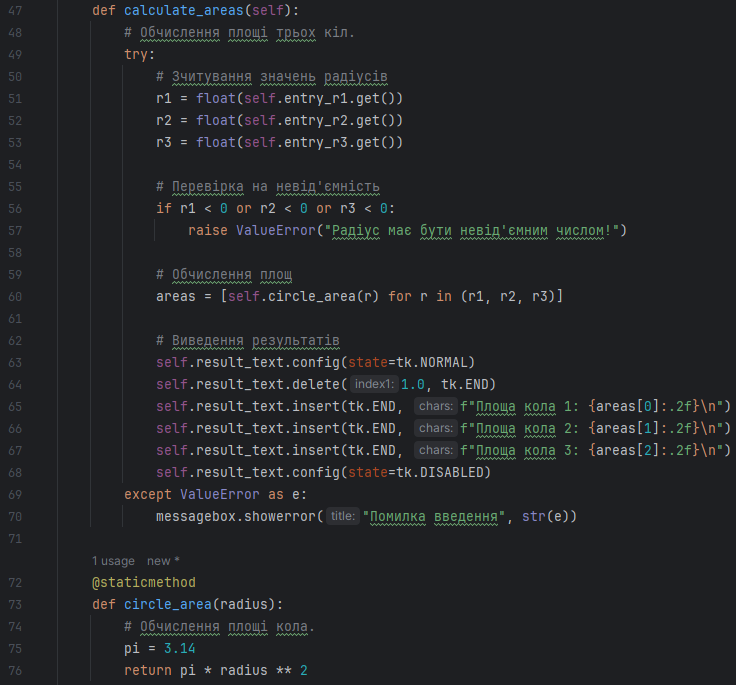 47 def calculate_areas(self):
48 # Обчислення площі трьох кіл.
49 try:
50 # Зчитування значень радіусів
51 r1 = float(self.entry_r1.get())
52 r2 = float(self.entry_r2.get())
53 r3 = float(self.entry_r3.get())
54
55 # Перевірка на невід'ємність
56 if r1 < 0 or r2 < 0 or r3 < 0:
57 raise ValueError("Радіус має бути невід'ємним числом!")
58
59 # Обчислення площ
60 areas = [self.circle_area(r) for r in (r1, r2, r3)]
61
62 # Виведення результатів
63 self.result_text.config(state=tk.NORMAL)
64 self.result_text.delete( index1: 1.0, tk.END)
65 self.result_text.insert(tk.END, chars: f"Площа кола 1: {areas[0]:.2f}\n")
66 self.result_text.insert(tk.END, chars: f"Площа кола 2: {areas[1]:.2f}\n")
67 self.result_text.insert(tk.END, chars: f"Площа кола 3: {areas[2]:.2f}\n")
68 self.result_text.config(state=tk.DISABLED)
69 except ValueError as e:
70 messagebox.showerror( title: "Помилка введення", str(e))
71
1 usage new *
72 @staticmethod
73 def circle_area(radius):
74 # Обчислення площі кола.
75 pi = 3.14
76 return pi * radius ** 2